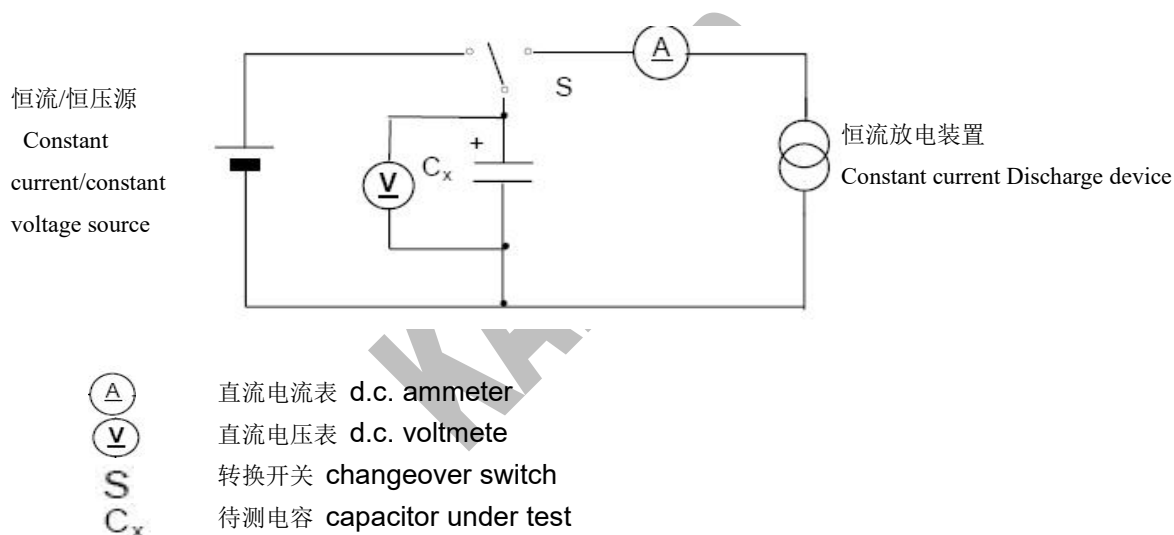 A
S
恒流/恒压源
Constant
current/constant
voltage source
+
V
Cx
恒流放电装置
Constant current Discharge device
A 直流电流表 d.c. ammeter
V 直流电压表 d.c. voltmete
S 转换开关 changeover switch
Cx 待测电容 capacitor under test